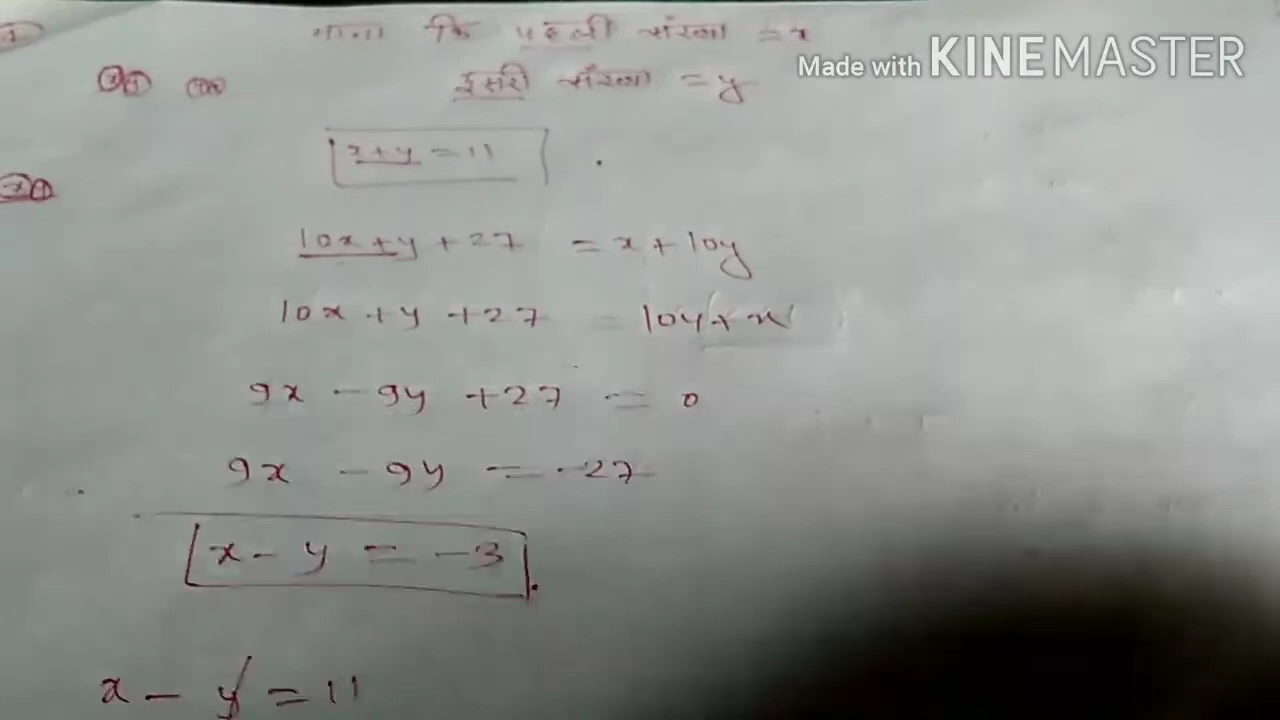 माना कि पहली संख्या = x
Made with KINEMASTER
दूसरी संख्या = y
x + y = 11
10x + y + 27 = x + 10y
10x + y + 27 = 10y + x
9x - 9y + 27 = 0
9x - 9y = -27
x - y = -3
x - y = 11